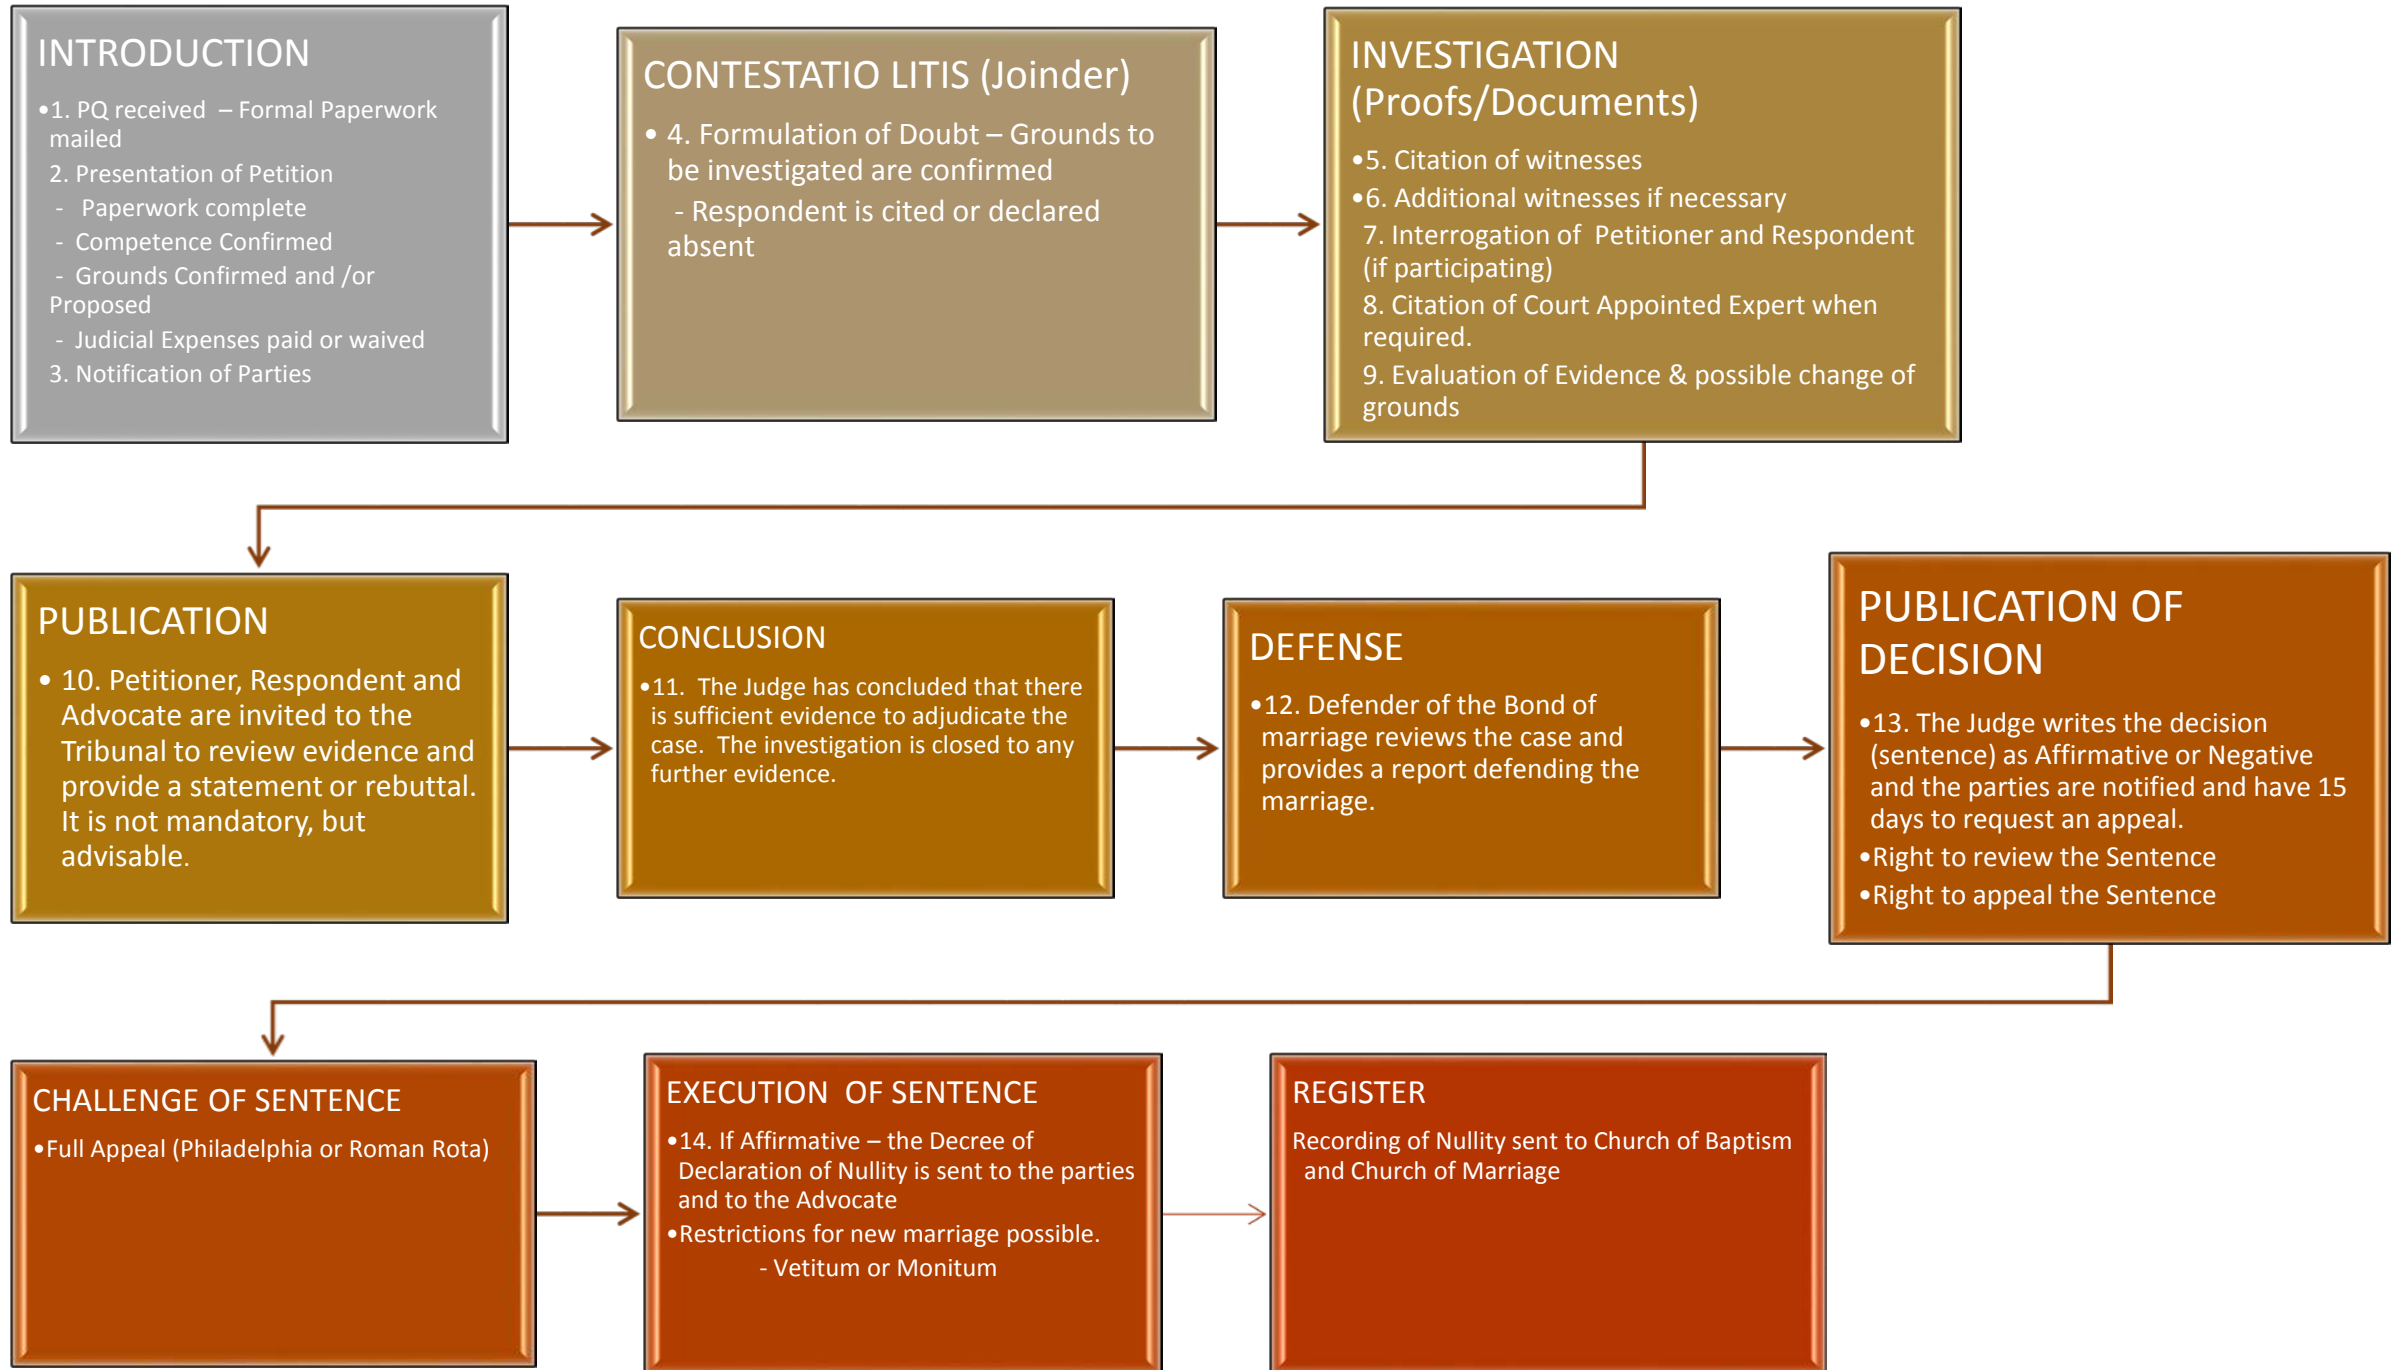 INTRODUCTION
•1. PQ received – Formal Paperwork
mailed
2. Presentation of Petition
- Paperwork complete
- Competence Confirmed
- Grounds Confirmed and /or
Proposed
- Judicial Expenses paid or waived
3. Notification of Parties
CONTESTATIO LITIS (Joinder)
• 4. Formulation of Doubt – Grounds to
be investigated are confirmed
- Respondent is cited or declared
absent
INVESTIGATION
(Proofs/Documents)
•5. Citation of witnesses
•6. Additional witnesses if necessary
7. Interrogation of Petitioner and Respondent
(if participating)
8. Citation of Court Appointed Expert when
required.
9. Evaluation of Evidence & possible change of
grounds
PUBLICATION
• 10. Petitioner, Respondent and
Advocate are invited to the
Tribunal to review evidence and
provide a statement or rebuttal.
It is not mandatory, but
advisable.
CONCLUSION
•11. The Judge has concluded that there
is sufficient evidence to adjudicate the
case. The investigation is closed to any
further evidence.
DEFENSE
•12. Defender of the Bond of
marriage reviews the case and
provides a report defending the
marriage.
PUBLICATION OF
DECISION
•13. The Judge writes the decision
(sentence) as Affirmative or Negative
and the parties are notified and have 15
days to request an appeal.
•Right to review the Sentence
•Right to appeal the Sentence
CHALLENGE OF SENTENCE
•Full Appeal (Philadelphia or Roman Rota)
EXECUTION OF SENTENCE
•14. If Affirmative – the Decree of
Declaration of Nullity is sent to the parties
and to the Advocate
•Restrictions for new marriage possible.
- Vetitum or Monitum
REGISTER
Recording of Nullity sent to Church of Baptism
and Church of Marriage